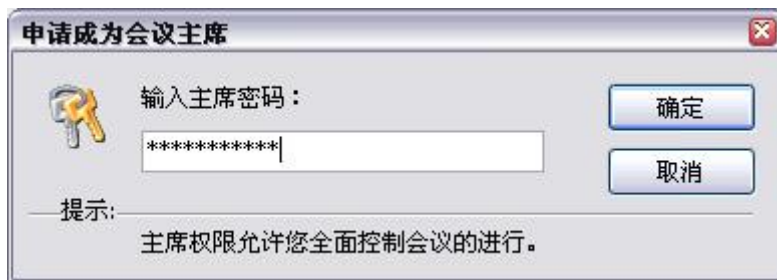 申请成为会议主席
输入主席密码：
***********
确定
取消
提示:
主席权限允许您全面控制会议的进行。